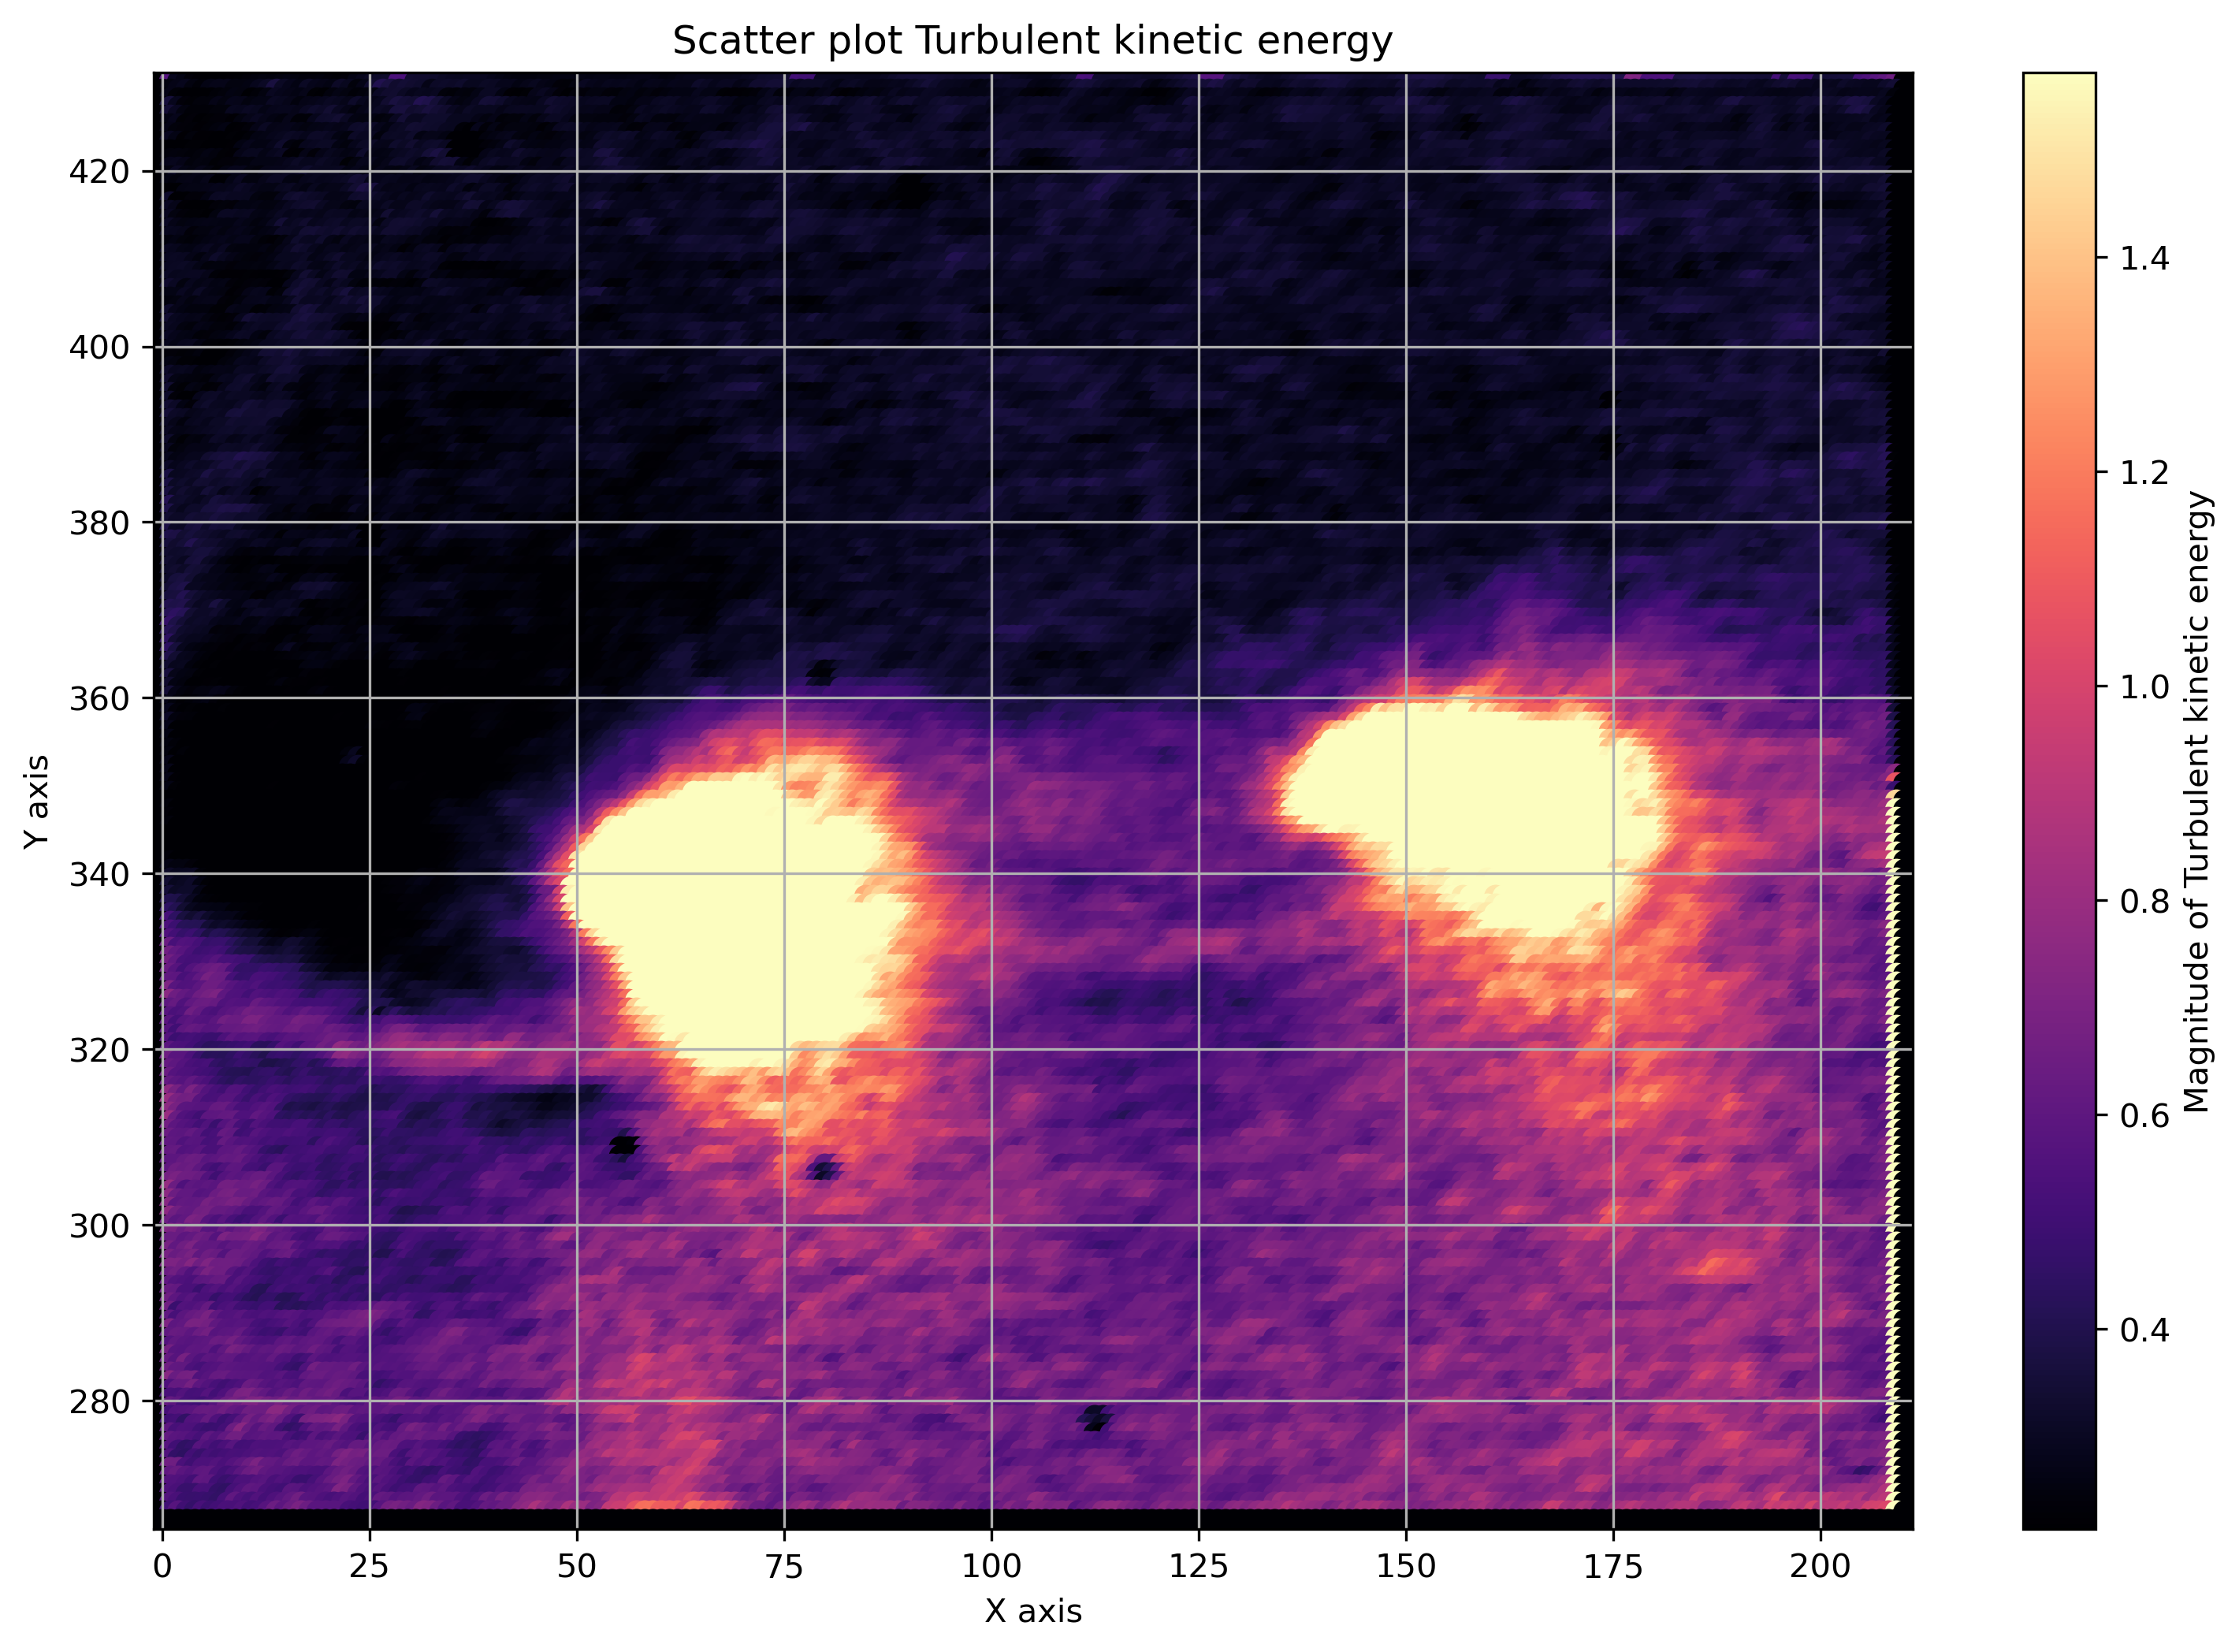 Scatter plot Turbulent kinetic energy
Y axis
420
400
380
360
340
320
300
280
0 25 50 75 100 125 150 175 200
X axis
1.4
1.2
1.0
0.8
0.6
0.4
Magnitude of Turbulent kinetic energy